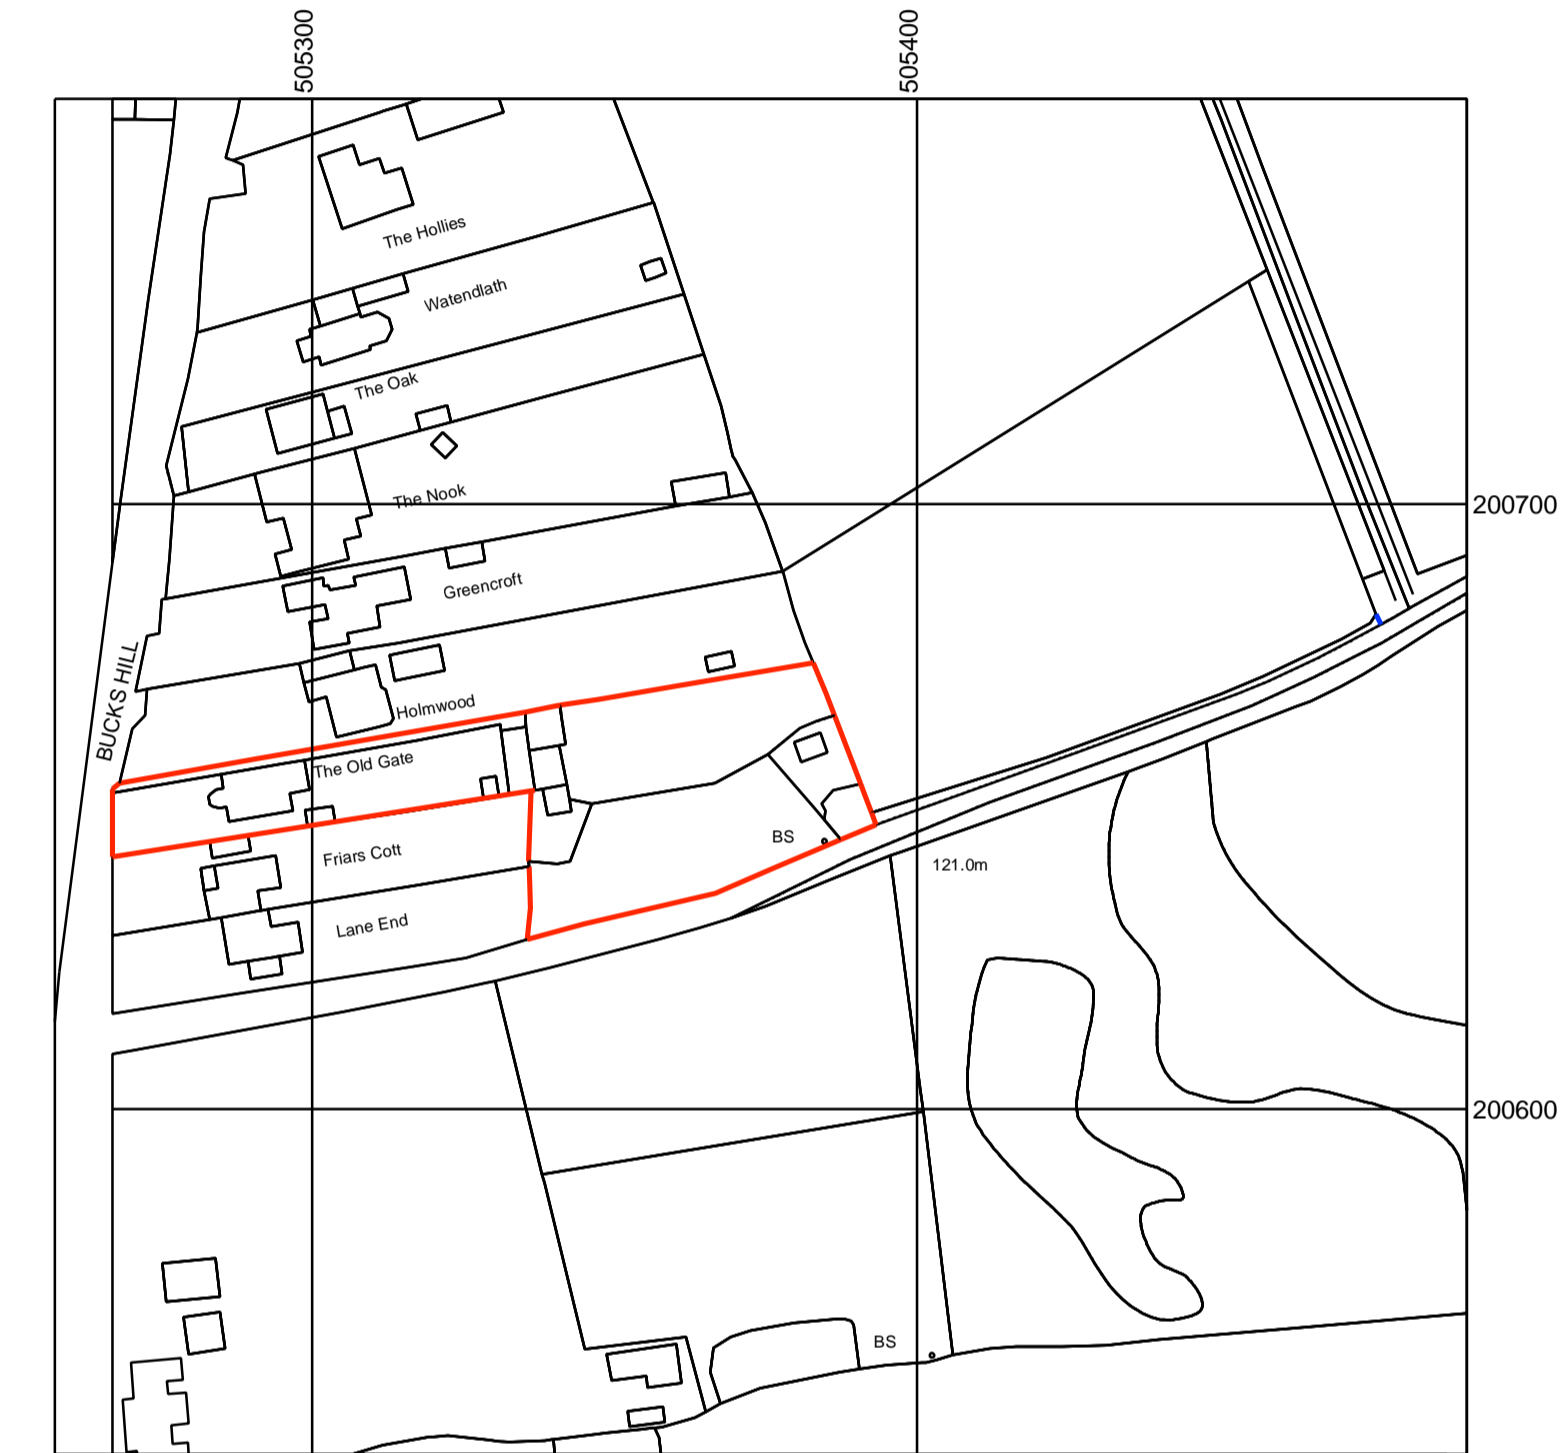 505300
505400
The Hollies
Watendlath
The Oak
The Nook
200700
Greencroft
BUCKS HILL
Holmwood
The Old Gate
BS
Friars Cott
121.0m
Lane End
200600
BS